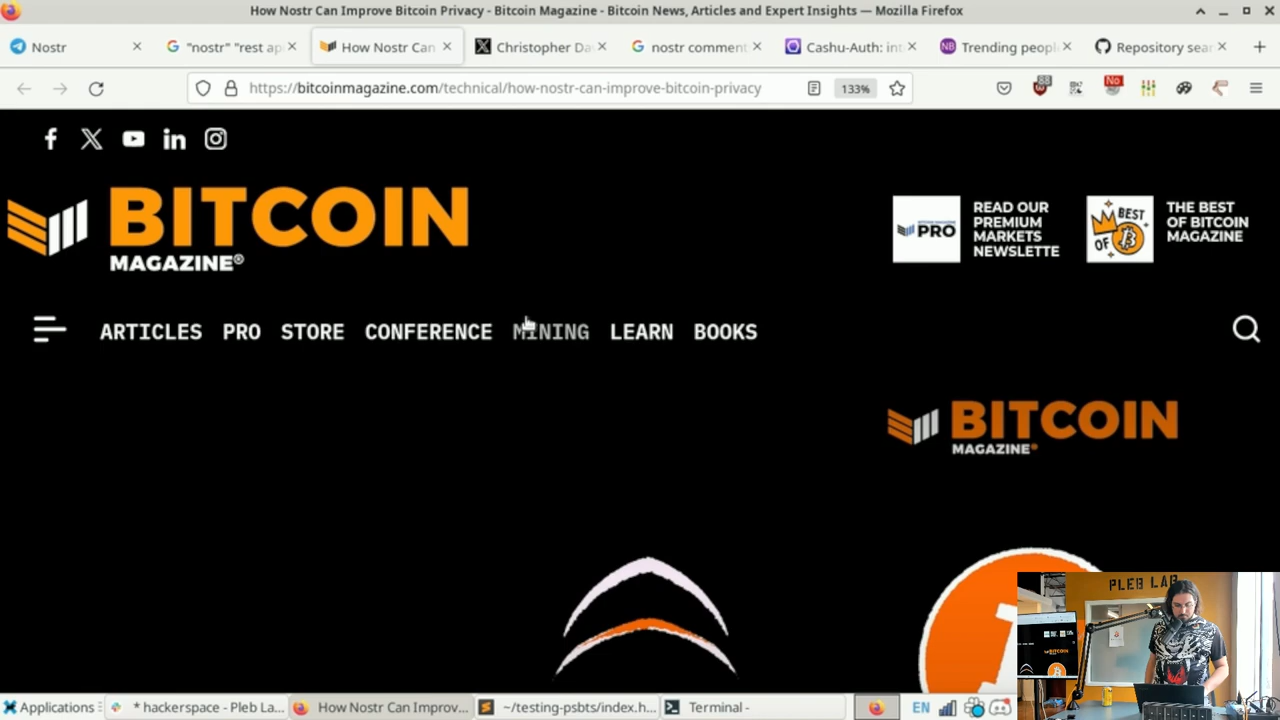 How Nostr Can Improve Bitcoin Privacy - Bitcoin Magazine - Bitcoin News, Articles and Expert Insights — Mozilla Firefox
Nostr
"nostr" "rest ap
How Nostr Can
Christopher Da
nostr comment
Cashu-Auth: int
Trending peopl
Repository sear
https://bitcoinmagazine.com/technical/how-nostr-can-improve-bitcoin-privacy
133%
88
No
BITCOIN
MAGAZINE®
PRO
READ OUR
PREMIUM
MARKETS
NEWSLETTE
BEST
OF
THE BEST
OF BITCOIN
MAGAZINE
ARTICLES
PRO
STORE
CONFERENCE
MINING
LEARN
BOOKS
BITCOIN
MAGAZINE®
PLEB LAB
Applications
* hackerspace - Pleb La...
How Nostr Can Improv...
~/testing-psbts/index.h...
Terminal -
EN